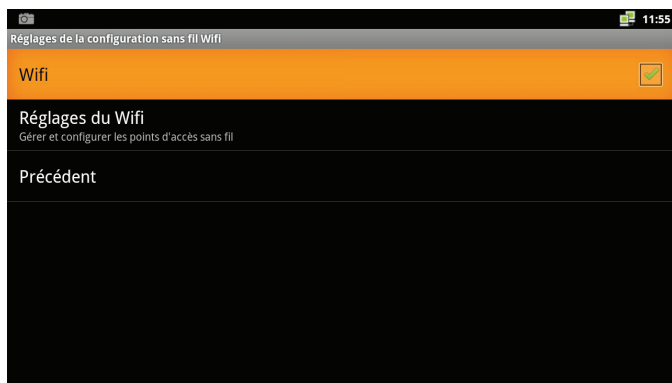 11:55
Réglages de la configuration sans fil Wifi
Wifi
Réglages du Wifi
Gérer et configurer les points d'accès sans fil
Précédent